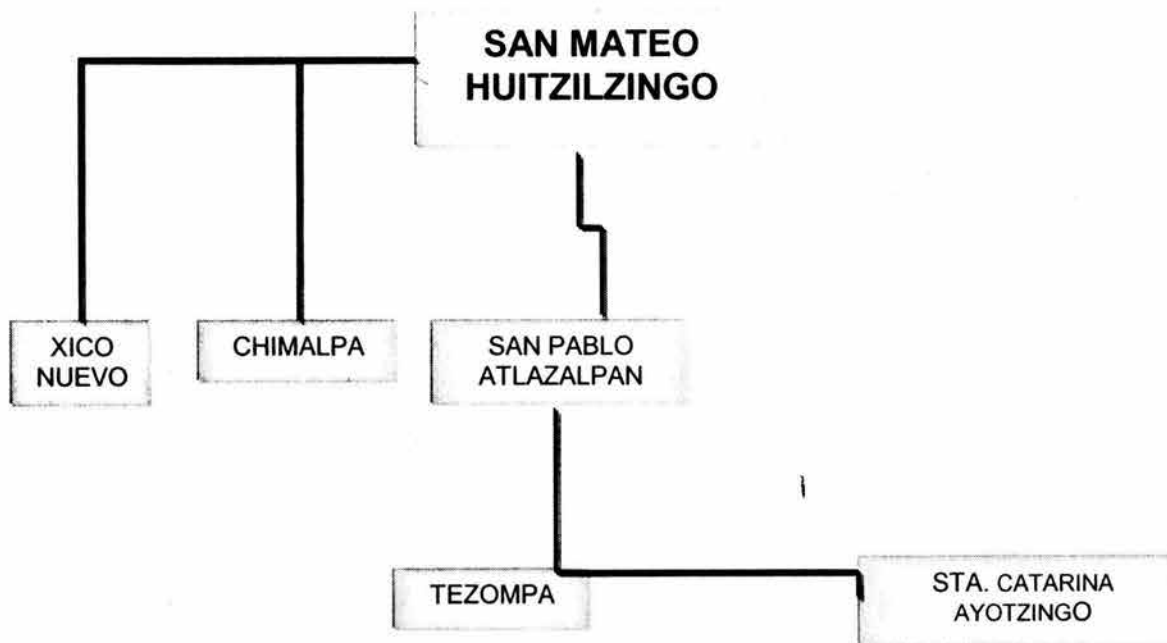 SAN MATEO
HUITZILZINGO
XICO
NUEVO
CHIMALPA
SAN PABLO
ATLAZALPAN
TEZOMPA
STA. CATARINA
AYOTZINGO